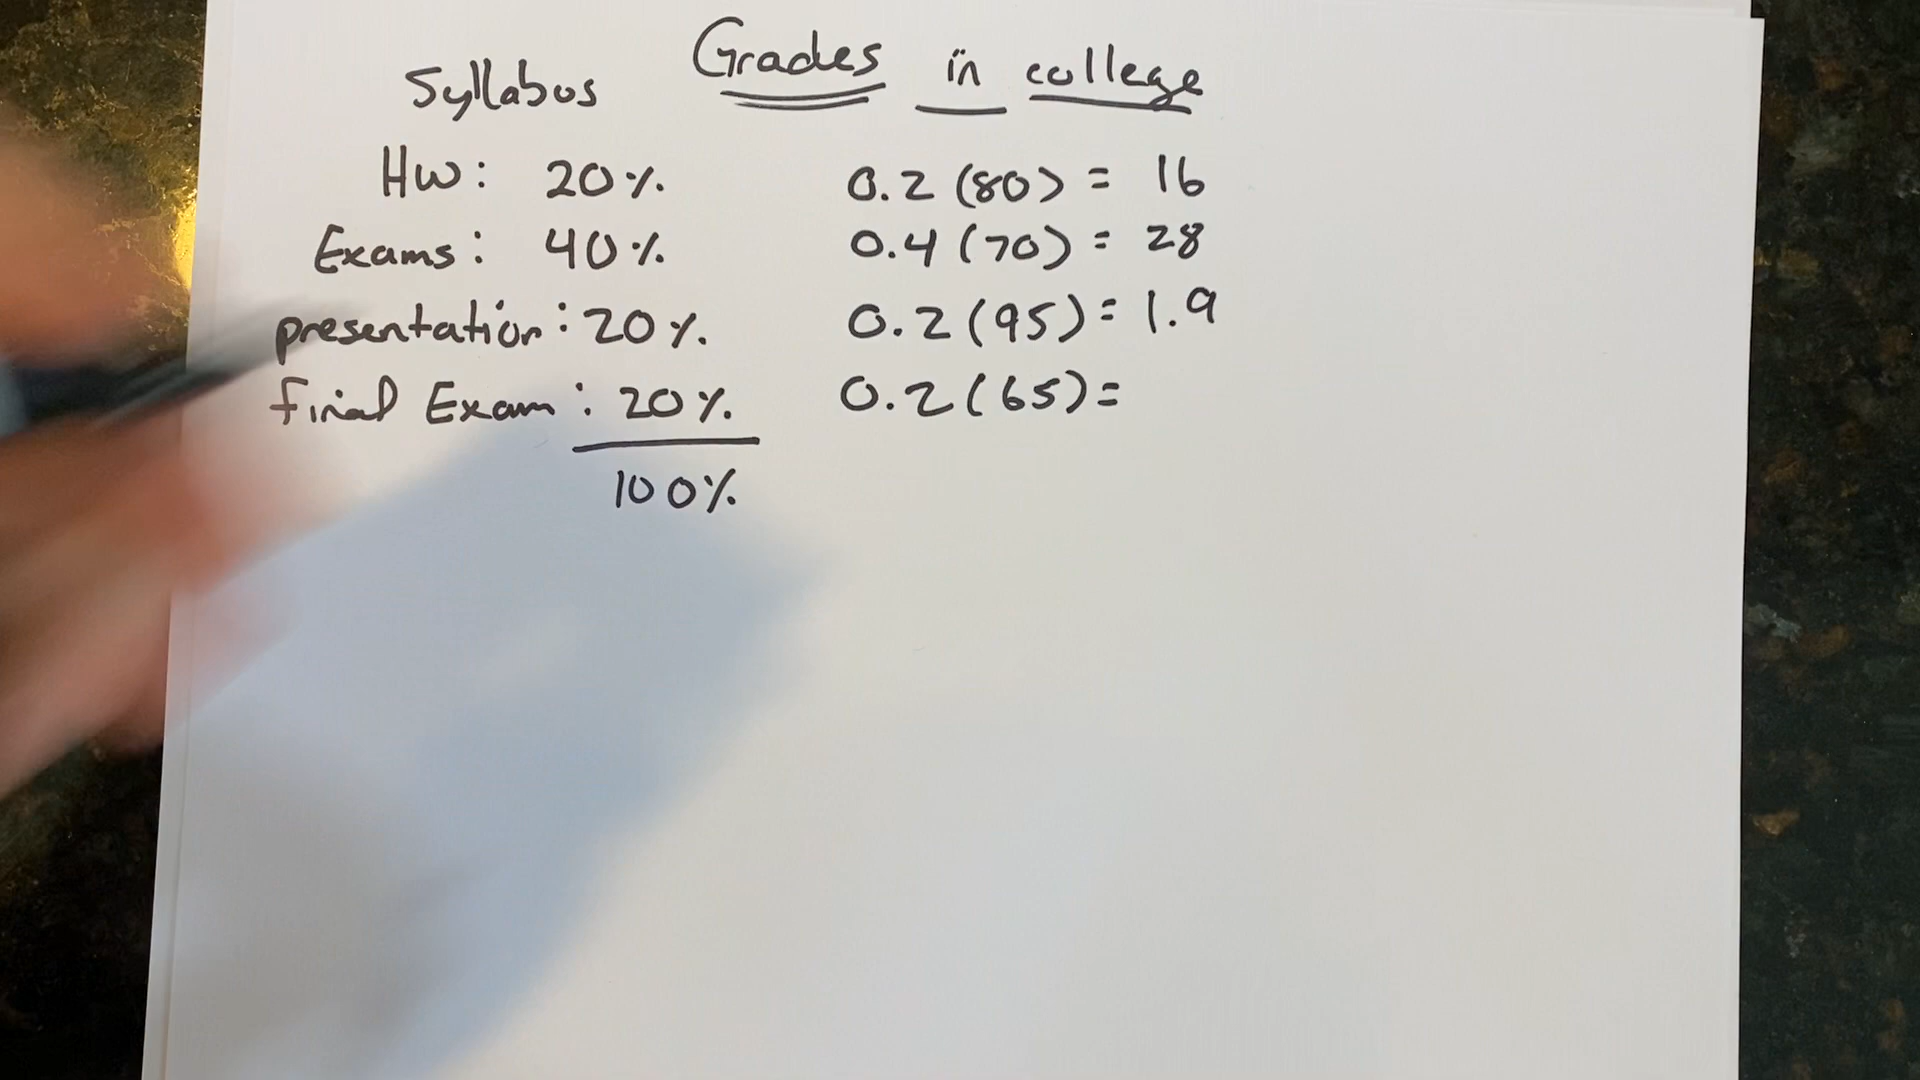 Grades in college
Syllabus
Hw: 20% 0.2 (80) = 16
Exams: 40% 0.4 (70) = 28
presentation: 20% 0.2 (95) = 1.9
final Exam: 20% 0.2 (65) =
100%